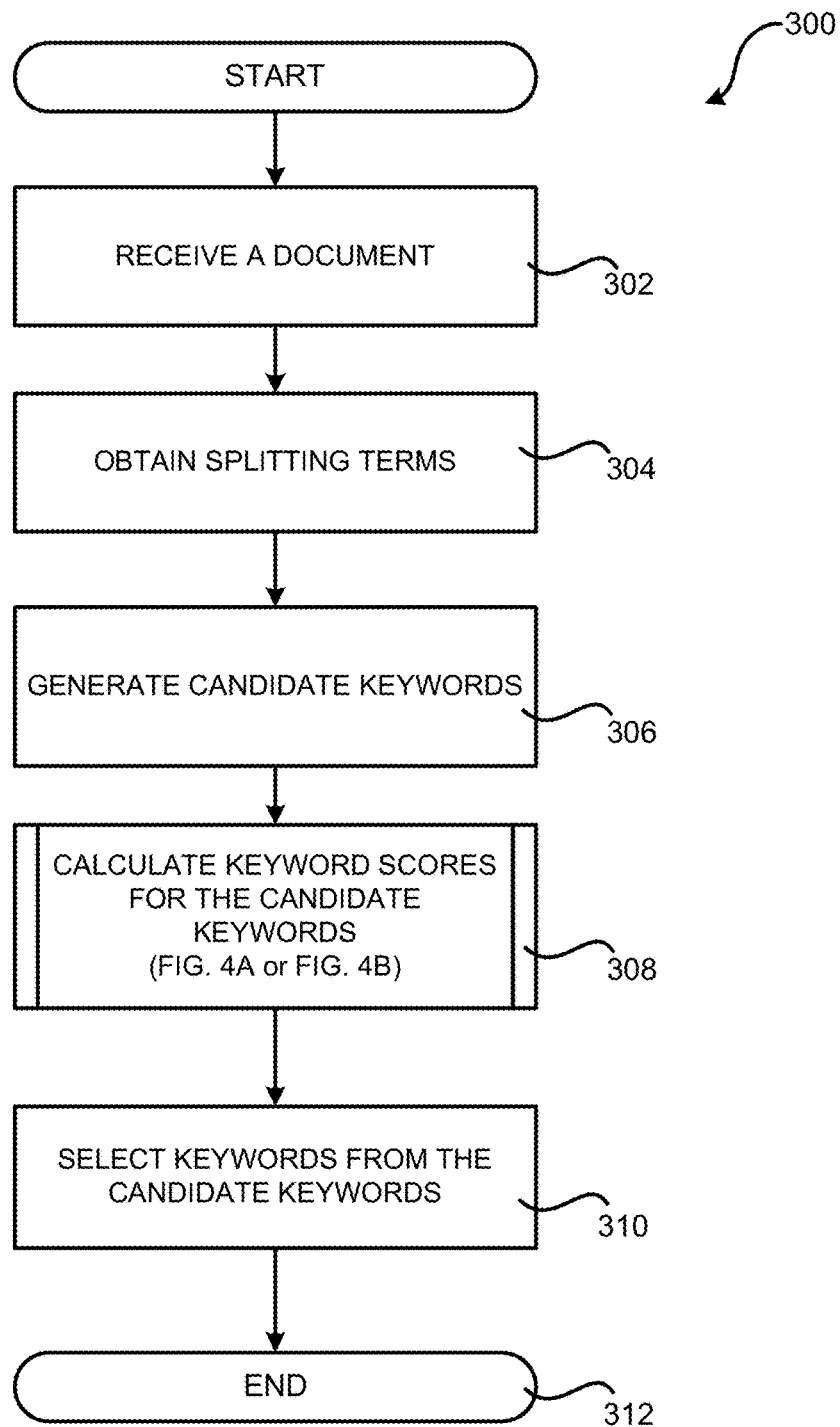 300
START
RECEIVE A DOCUMENT
302
OBTAIN SPLITTING TERMS
304
GENERATE CANDIDATE KEYWORDS
306
CALCULATE KEYWORD SCORES
FOR THE CANDIDATE
KEYWORDS
(FIG. 4A or FIG. 4B)
308
SELECT KEYWORDS FROM THE
CANDIDATE KEYWORDS
310
END
312